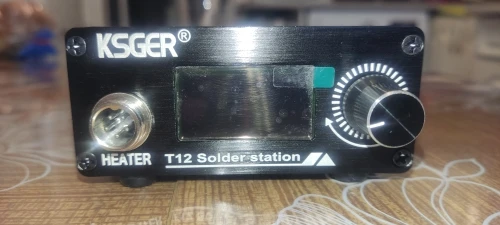 KSGER®
HEATER
T12 Solder station